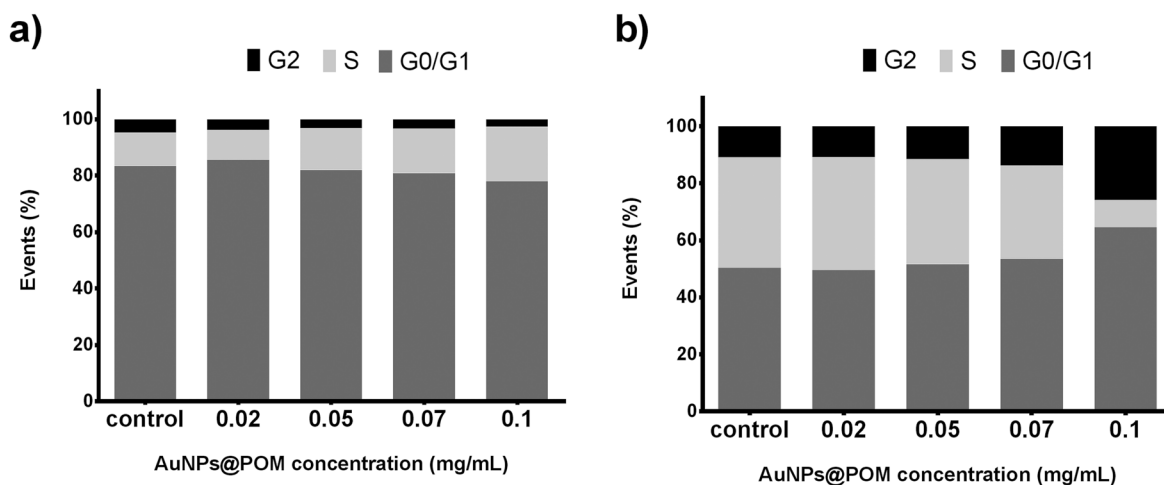 a)
G2 S G0/G1
100
80
60
40
20
0
Events (%)
control 0.02 0.05 0.07 0.1
AuNPs@POM concentration (mg/mL)
b)
G2 S G0/G1
100
80
60
40
20
0
Events (%)
control 0.02 0.05 0.07 0.1
AuNPs@POM concentration (mg/mL)